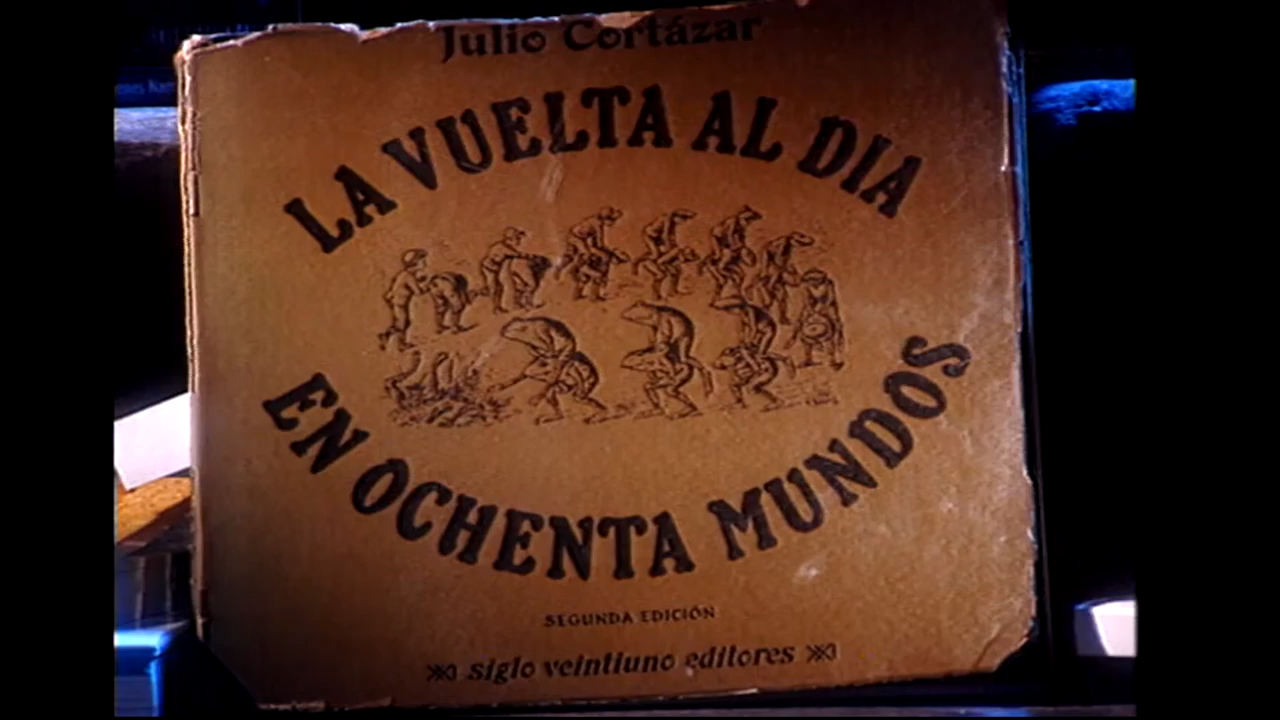 Julio Cortázar
LA VUELTA AL DIA
EN OCHENTA MUNDOS
SEGUNDA EDICIÓN
siglo veintiuno editores